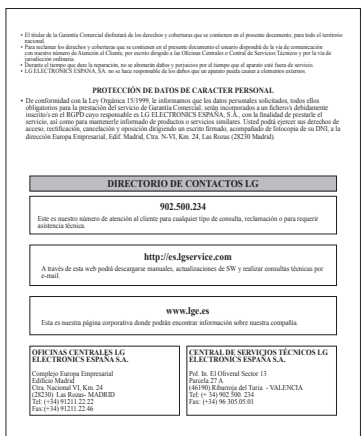 • El titular de la Garantía Comercial disfrutará de los derechos y coberturas que se contienen en el presente documento, para todo el territorio
nacional.
• Para reclamar los derechos y coberturas que se contienen en el presente documento el usuario dispondrá de la vía de comunicación
con nuestro número de Atención al Cliente, por escrito dirigido a las Oficinas Centrales o Central de Servicios Técnicos y por la vía de
jurisdicción ordinaria.
• Durante el tiempo que dure la reparación, no se abonarán daños y perjuicios por el tiempo que el aparato esté fuera de servicio.
• LG ELECTRONICS ESPAÑA, SA. no se hace responsable de los daños que un aparato pueda causar a elementos externos.
PROTECCIÓN DE DATOS DE CARACTER PERSONAL
• De conformidad con la Ley Orgánica 15/1999, le informamos que los datos personales solicitados, todos ellos
obligatorios para la prestación del servicio de Garantía Comercial, serán incorporados a un fichero/s debidamente
inscrito/s en el RGPD cuyo responsable es LG ELECTRONICS ESPAÑA, S.A., con la finalidad de prestarle el
servicio, así como para mantenerle informado de productos o servicios similares. Usted podrá ejercer sus derechos de
acceso, rectificación, cancelación y oposición dirigiendo un escrito firmado, acompañado de fotocopia de su DNI, a la
dirección Europa Empresarial, Edif. Madrid, Ctra. N-VI, Km. 24, Las Rozas (28230 Madrid).
DIRECTORIO DE CONTACTOS LG
902.500.234
Este es nuestro número de atención al cliente para cualquier tipo de consulta, reclamación o para requerir
asistencia técnica.
http://es.lgservice.com
A través de esta web podrá descargarse manuales, actualizaciones de SW y realizar consultas técnicas por
e-mail.
www.lge.es
Esta es nuestra página corporativa donde podrán encontrar información sobre nuestra compañía.
OFICINAS CENTRALES LG
ELECTRONICS ESPAÑA S.A.
Complejo Europa Empresarial
Edificio Madrid
Ctra. Nacional VI, Km. 24
(28230) Las Rozas- MADRID
Tel: (+34) 91211.22.22
Fax:(+34) 91211.22.46
CENTRAL DE SERVICIOS TÉCNICOS LG
ELECTRONICS ESPAÑA S.A.
Pol. In. El Oliveral Sector 13
Parcela 27 A
(46190) Ribarroja del Turia - VALENCIA
Tel: (+ 34) 902 500. 234
Fax: (+34) 96 305.05.01